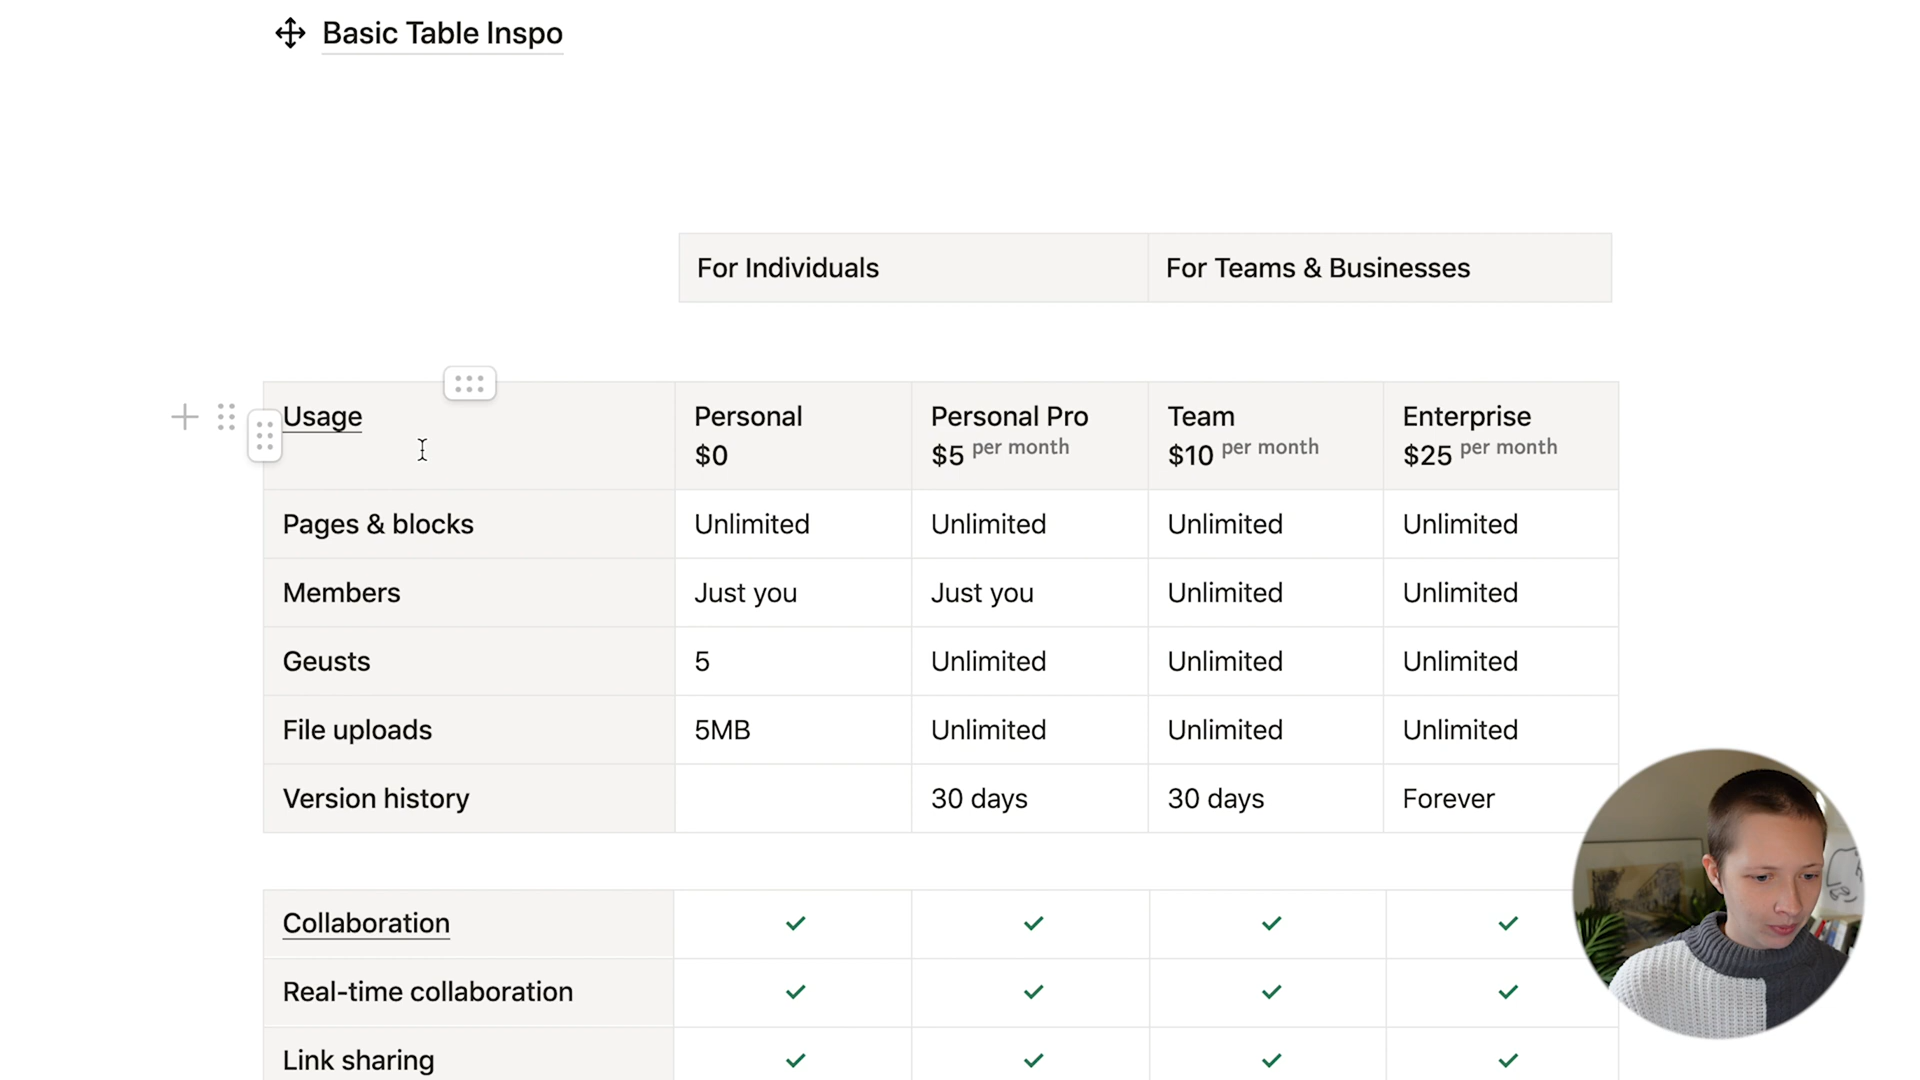 Basic Table Inspo
For Individuals For Teams & Businesses
Usage Personal Personal Pro Team Enterprise
$0 $5 per month $10 per month $25 per month
Pages & blocks Unlimited Unlimited Unlimited Unlimited
Members Just you Just you Unlimited Unlimited
Geusts 5 Unlimited Unlimited Unlimited
File uploads 5MB Unlimited Unlimited Unlimited
Version history 30 days 30 days Forever
Collaboration ✓ ✓ ✓ ✓
Real-time collaboration ✓ ✓ ✓ ✓
Link sharing ✓ ✓ ✓ ✓